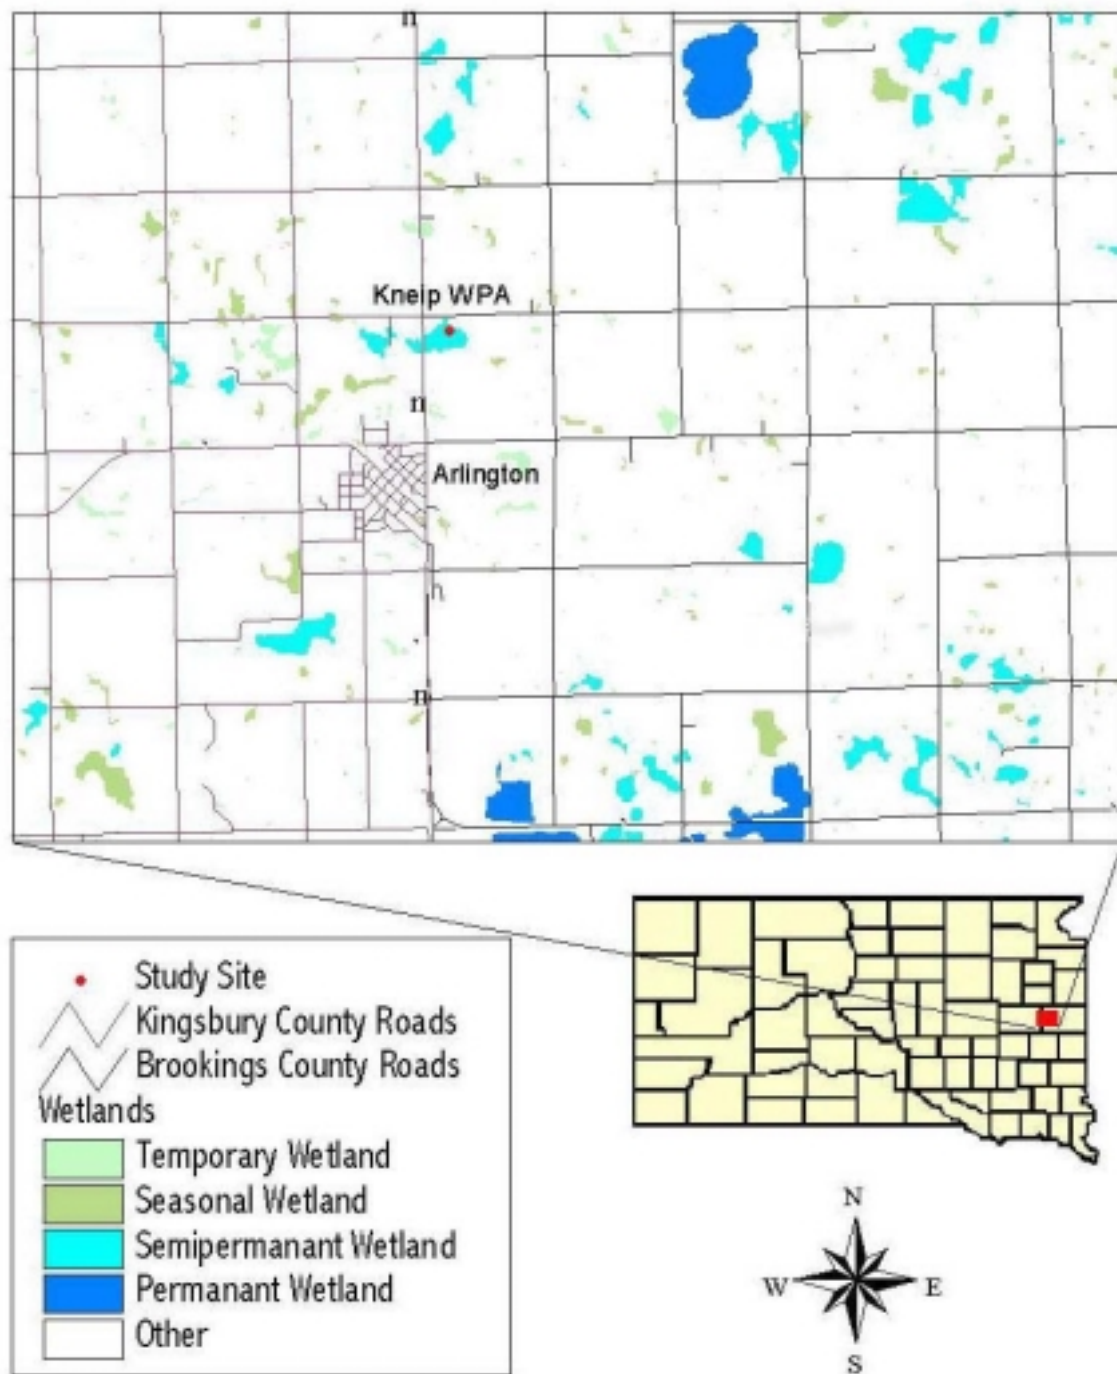 n
Kneip WPA
n
Arlington
n
n
Study Site
Kingsbury County Roads
Brookings County Roads
Wetlands
Temporary Wetland
Seasonal Wetland
Semipermanant Wetland
Permanant Wetland
Other
N
W E
S